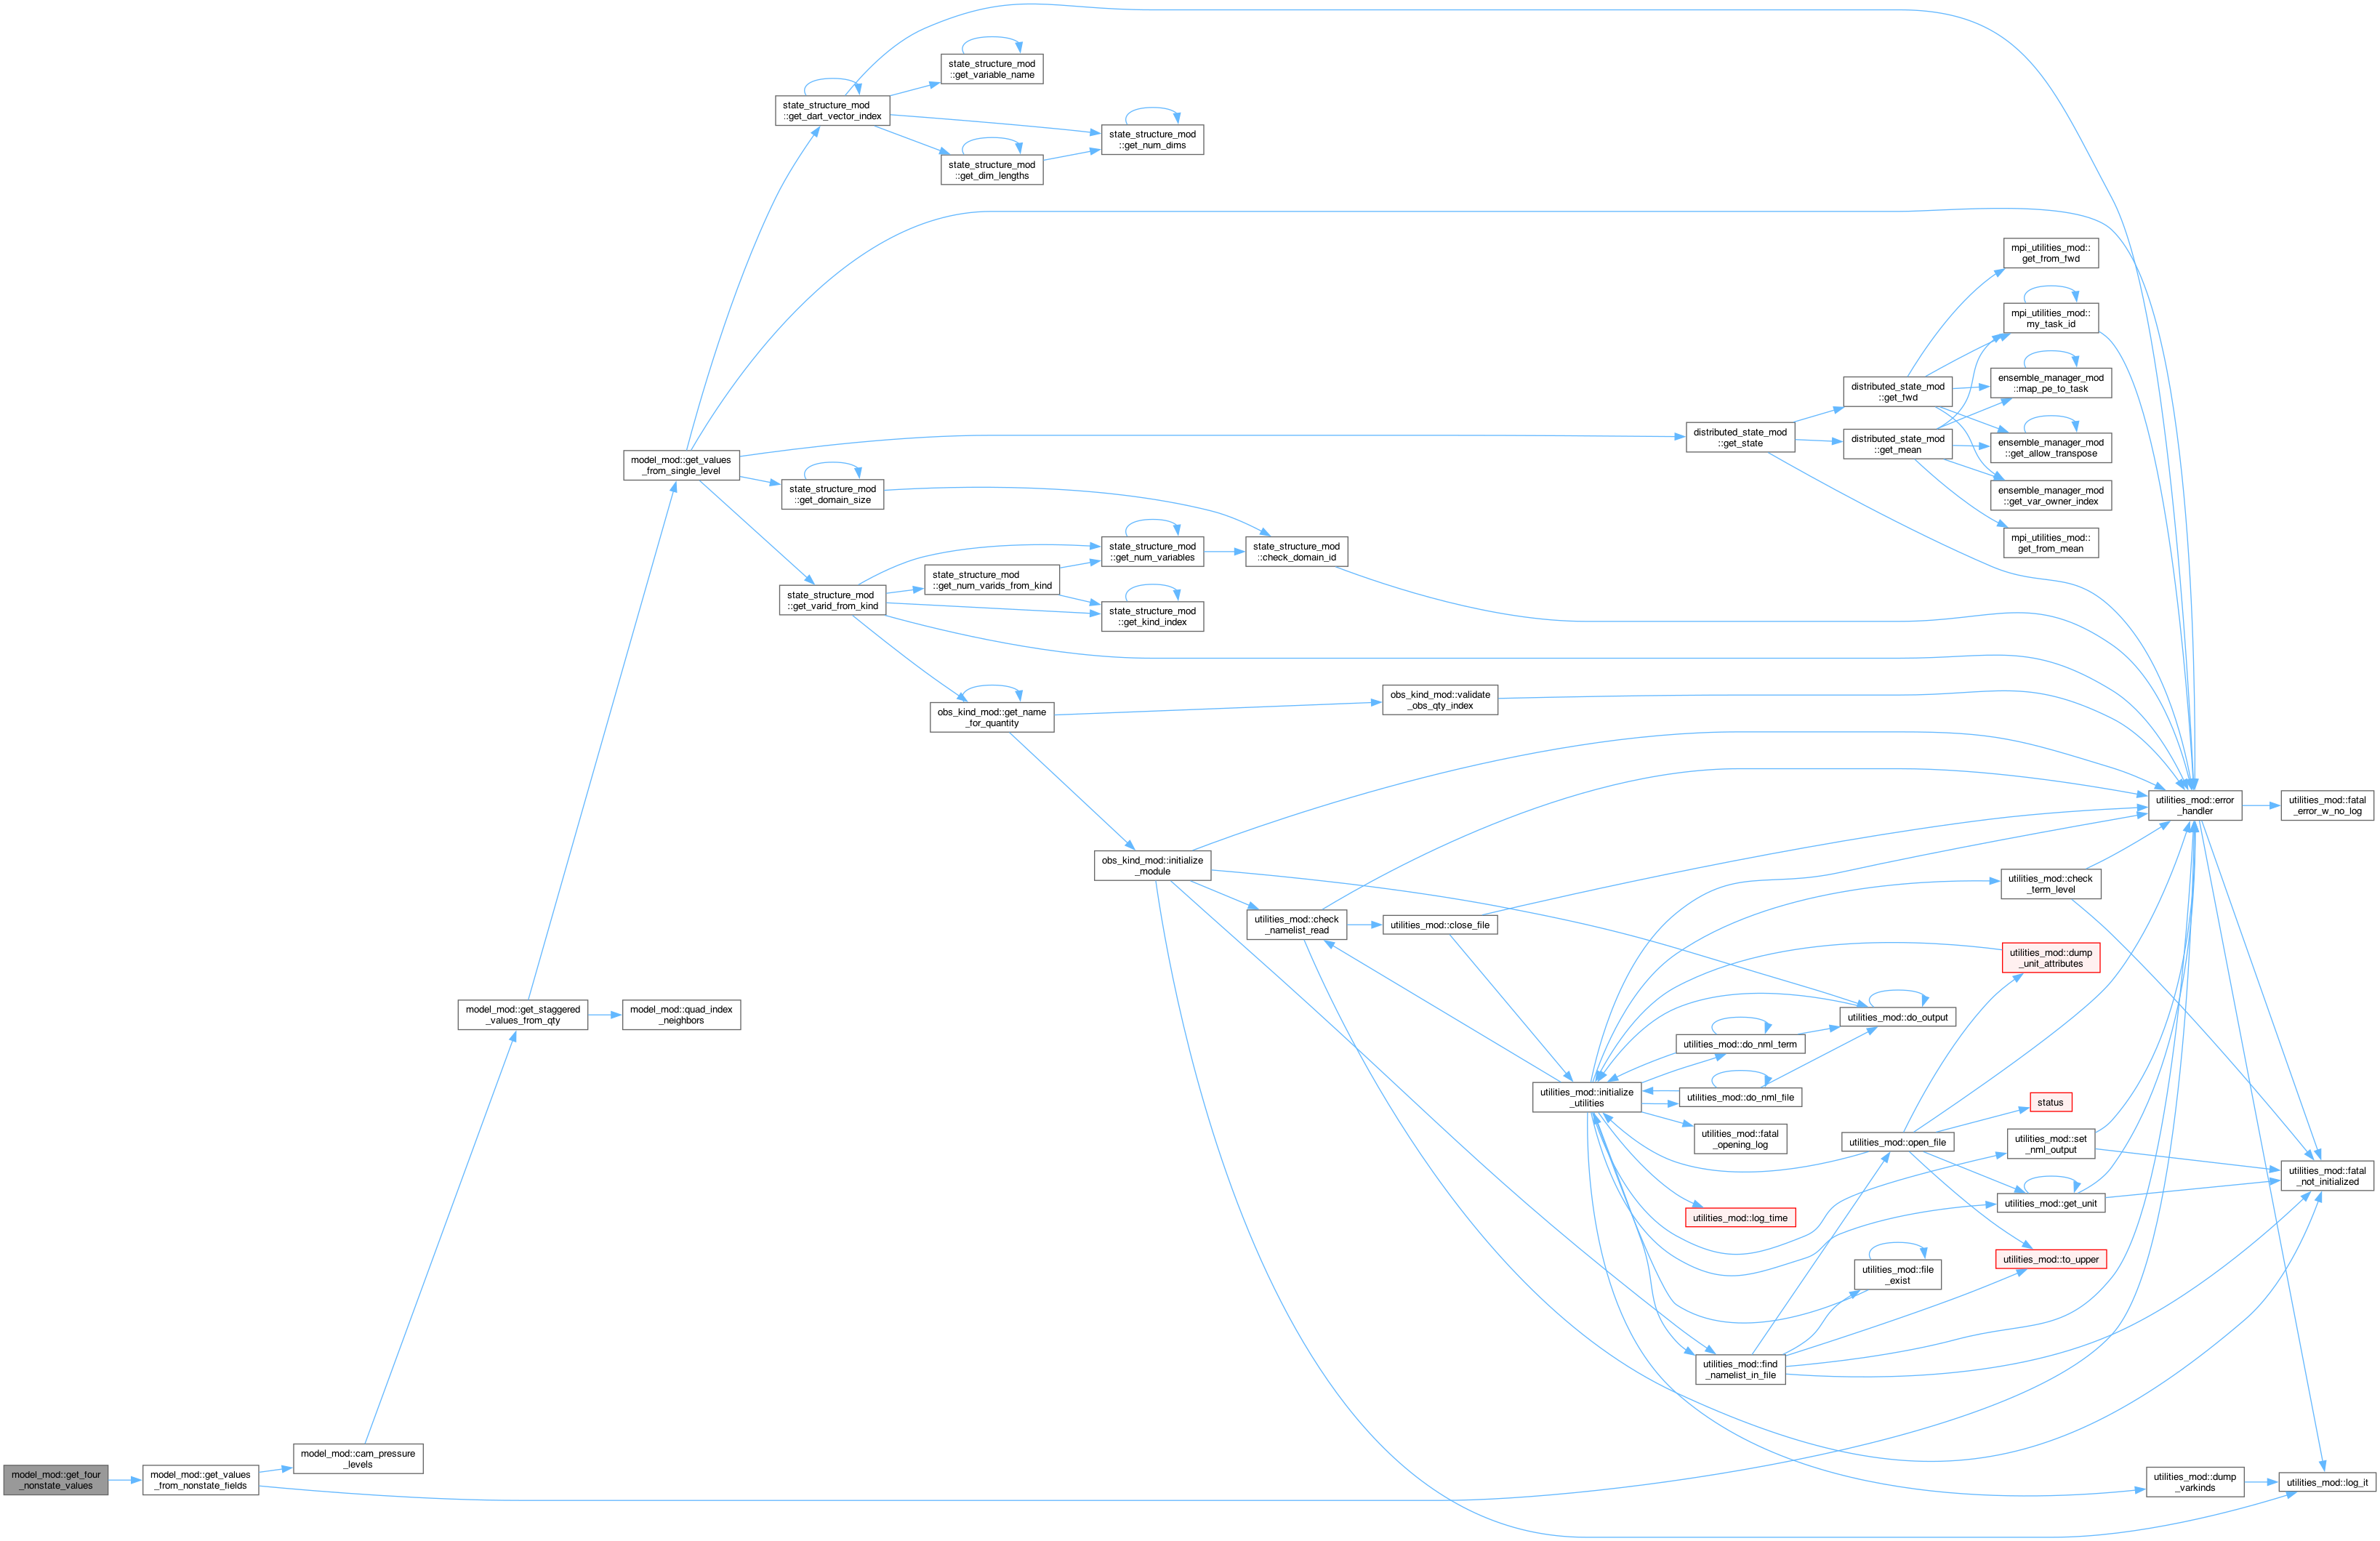 state_structure_mod
::get_variable_name
state_structure_mod
::get_dart_vector_index
state_structure_mod
::get_num_dims
state_structure_mod
::get_dim_lengths
mpi_utilities_mod::
get_from_fwd
mpi_utilities_mod::
my_task_id
ensemble_manager_mod
::map_pe_to_task
distributed_state_mod
::get_fwd
distributed_state_mod
::get_state
distributed_state_mod
::get_mean
ensemble_manager_mod
::get_allow_transpose
model_mod::get_values
_from_single_level
state_structure_mod
::get_domain_size
ensemble_manager_mod
::get_var_owner_index
mpi_utilities_mod::
get_from_mean
state_structure_mod
::get_num_variables
state_structure_mod
::check_domain_id
state_structure_mod
::get_num_varids_from_kind
state_structure_mod
::get_varid_from_kind
state_structure_mod
::get_kind_index
obs_kind_mod::validate
_obs_qty_index
obs_kind_mod::get_name
_for_quantity
utilities_mod::error
_handler
utilities_mod::fatal
_error_w_no_log
obs_kind_mod::initialize
_module
utilities_mod::check
_term_level
utilities_mod::check
_namelist_read
utilities_mod::close_file
utilities_mod::dump
_unit_attributes
model_mod::get_staggered
_values_from_qty
model_mod::quad_index
_neighbors
utilities_mod::do_output
utilities_mod::do_nml_term
utilities_mod::initialize
_utilities
utilities_mod::do_nml_file
status
utilities_mod::fatal
_opening_log
utilities_mod::open_file
utilities_mod::set
_nml_output
utilities_mod::fatal
_not_initialized
utilities_mod::get_unit
utilities_mod::log_time
utilities_mod::to_upper
utilities_mod::file
_exist
utilities_mod::find
_namelist_in_file
model_mod::cam_pressure
_levels
model_mod::get_four
_nonstate_values
model_mod::get_values
_from_nonstate_fields
utilities_mod::dump
_varkinds
utilities_mod::log_it